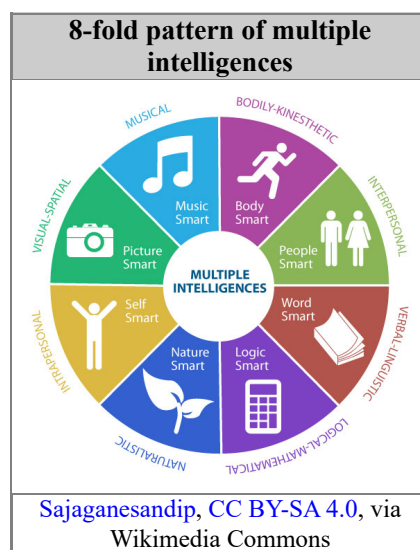 8-fold pattern of multiple
intelligences
MUSICAL
BODILY-KINESTHETIC
Music
Smart
Body
Smart
VISUAL-SPATIAL
INTERPERSONAL
Picture
Smart
People
Smart
MULTIPLE
INTELLIGENCES
Self
Smart
Word
Smart
INTRAPERSONAL
VERBAL-LINGUISTIC
Nature
Smart
Logic
Smart
NATURALISTIC
LOGICAL-MATHEMATICAL
Sajaganesandip, CC BY-SA 4.0, via
Wikimedia Commons